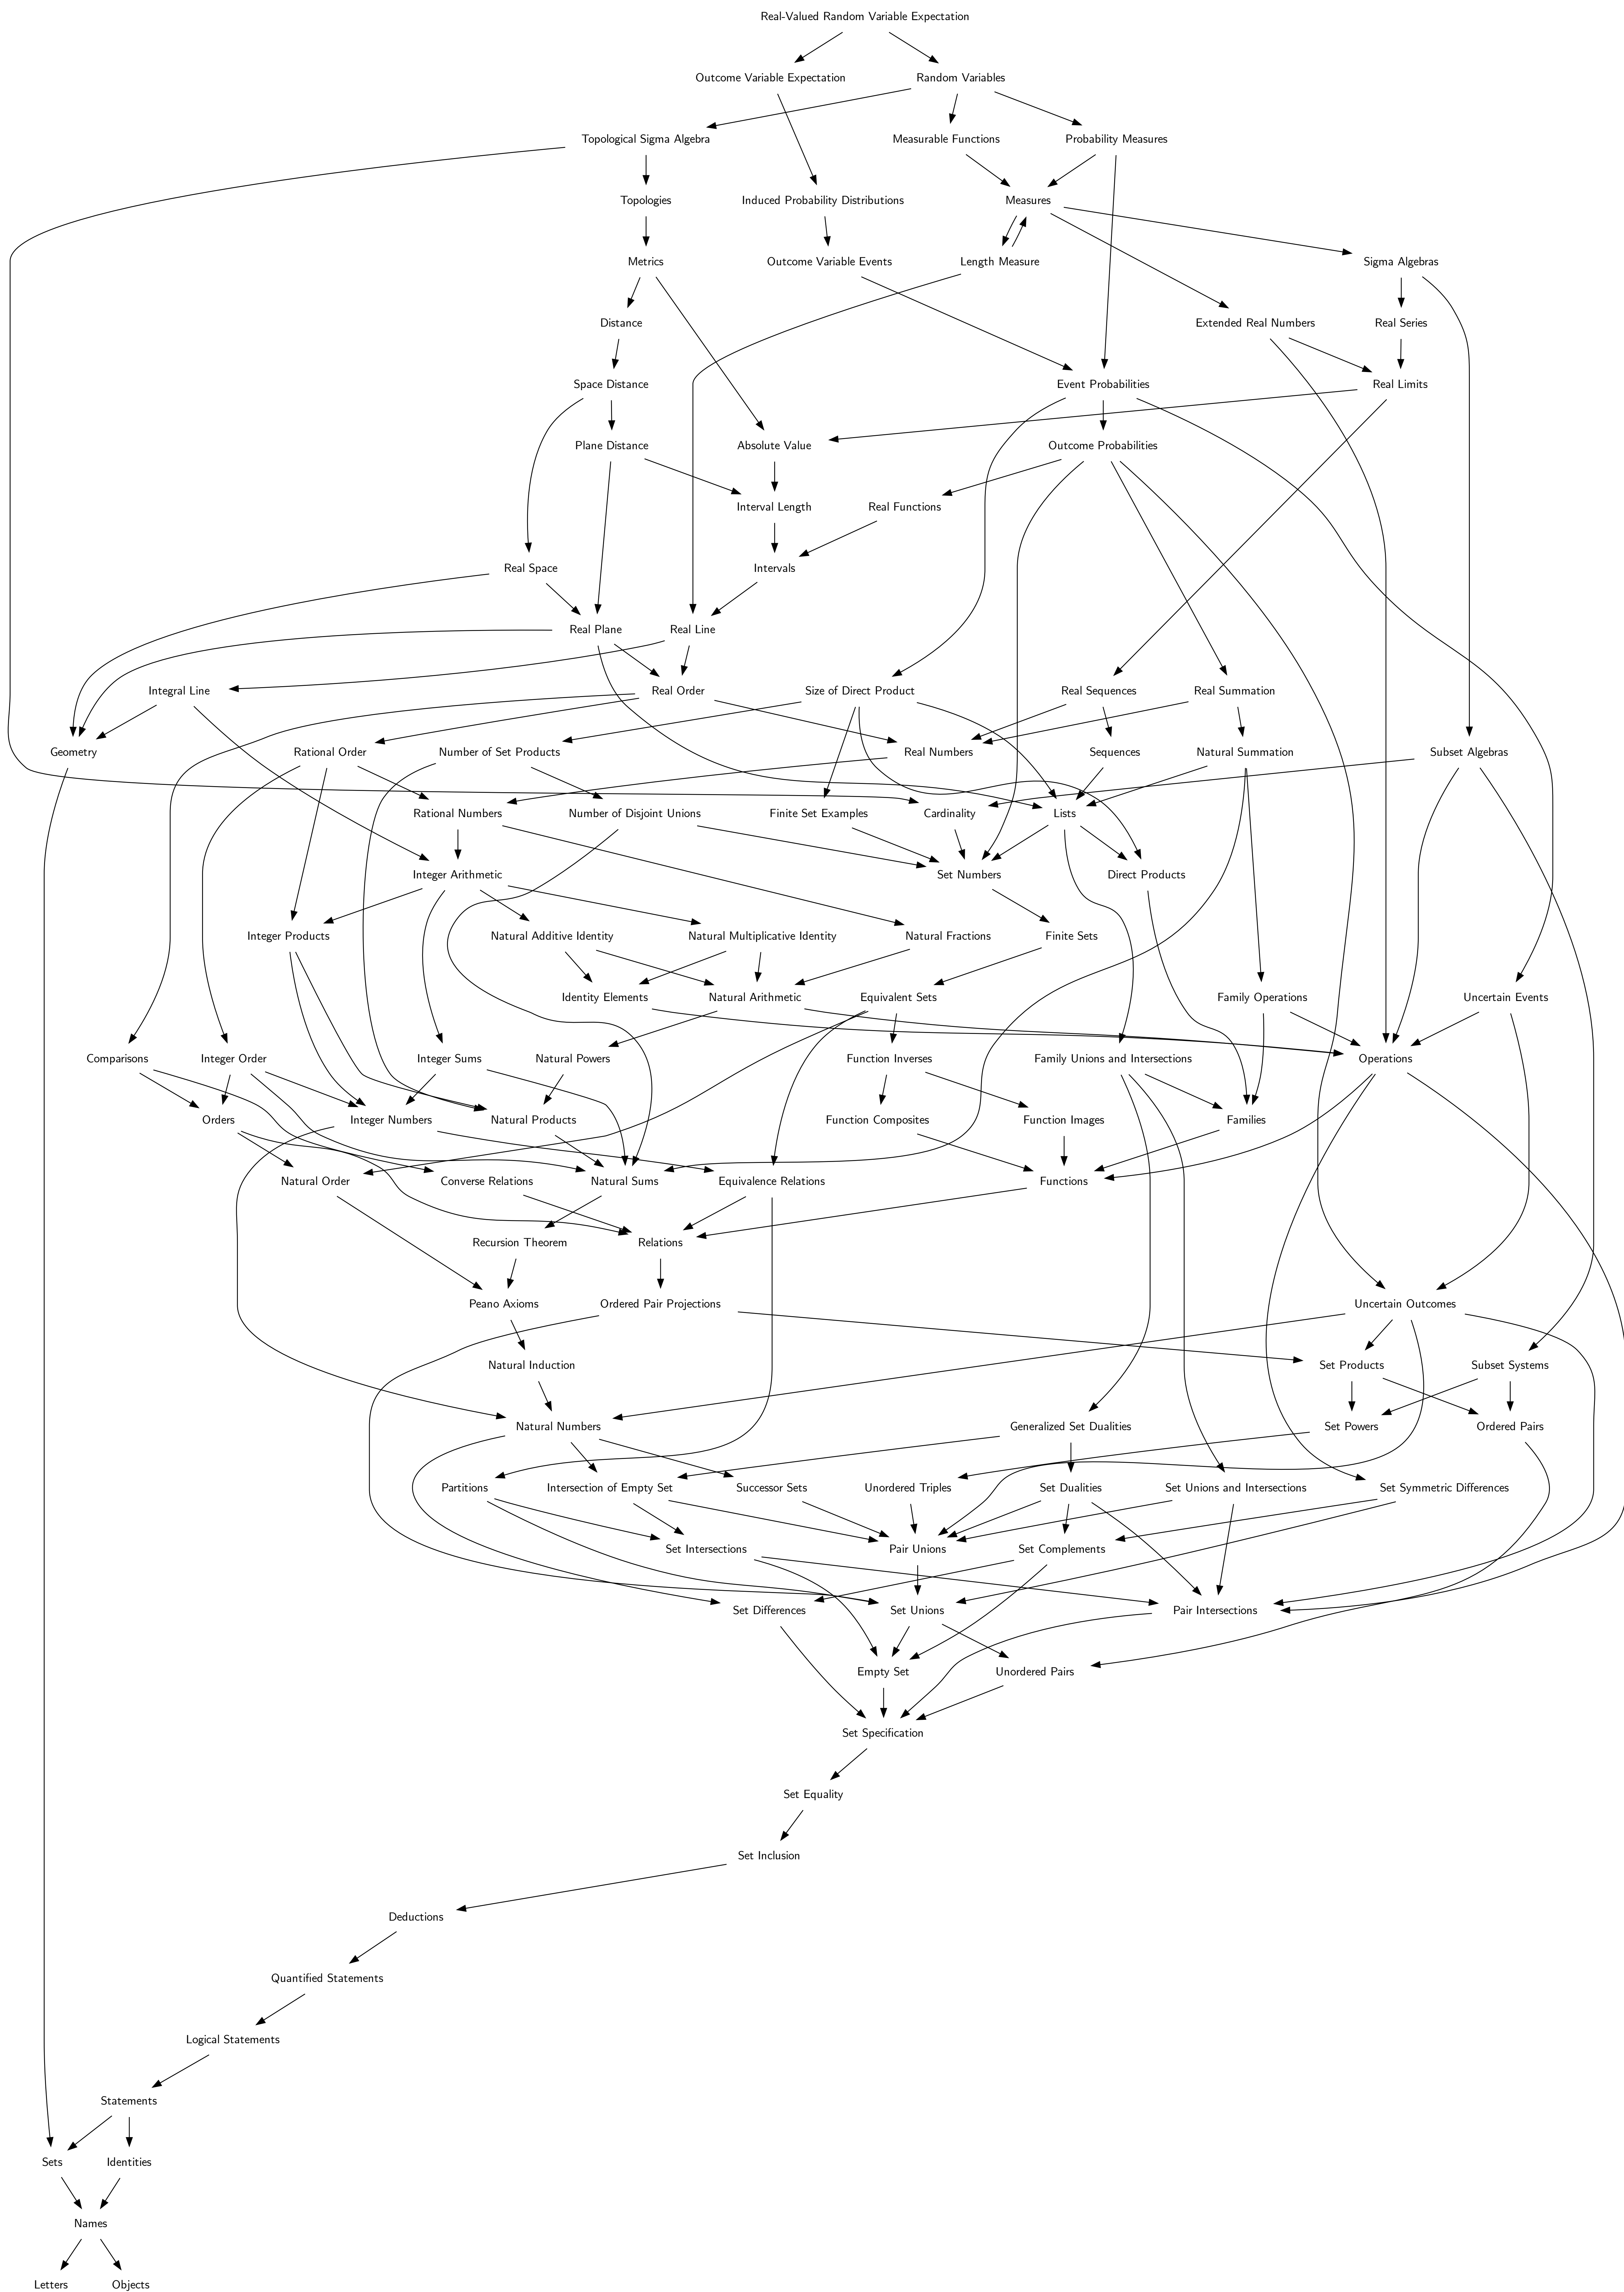 Real-Valued Random Variable Expectation
Outcome Variable Expectation
Random Variables
Topological Sigma Algebra
Measurable Functions
Probability Measures
Topologies
Induced Probability Distributions
Measures
Metrics
Outcome Variable Events
Length Measure
Sigma Algebras
Distance
Extended Real Numbers
Real Series
Space Distance
Event Probabilities
Real Limits
Plane Distance
Absolute Value
Outcome Probabilities
Interval Length
Real Functions
Real Space
Intervals
Real Plane
Real Line
Integral Line
Real Order
Size of Direct Product
Real Sequences
Real Summation
Geometry
Rational Order
Number of Set Products
Real Numbers
Sequences
Natural Summation
Subset Algebras
Rational Numbers
Number of Disjoint Unions
Finite Set Examples
Cardinality
Lists
Integer Arithmetic
Set Numbers
Direct Products
Integer Products
Natural Additive Identity
Natural Multiplicative Identity
Natural Fractions
Finite Sets
Identity Elements
Natural Arithmetic
Equivalent Sets
Family Operations
Uncertain Events
Comparisons
Integer Order
Integer Sums
Natural Powers
Function Inverses
Family Unions and Intersections
Operations
Orders
Integer Numbers
Natural Products
Function Composites
Function Images
Families
Natural Order
Converse Relations
Natural Sums
Equivalence Relations
Functions
Recursion Theorem
Relations
Peano Axioms
Ordered Pair Projections
Uncertain Outcomes
Natural Induction
Set Products
Subset Systems
Natural Numbers
Generalized Set Dualities
Set Powers
Ordered Pairs
Partitions
Intersection of Empty Set
Successor Sets
Unordered Triples
Set Dualities
Set Unions and Intersections
Set Symmetric Differences
Set Intersections
Pair Unions
Set Complements
Set Differences
Set Unions
Pair Intersections
Empty Set
Unordered Pairs
Set Specification
Set Equality
Set Inclusion
Deductions
Quantified Statements
Logical Statements
Statements
Sets
Identities
Names
Letters
Objects